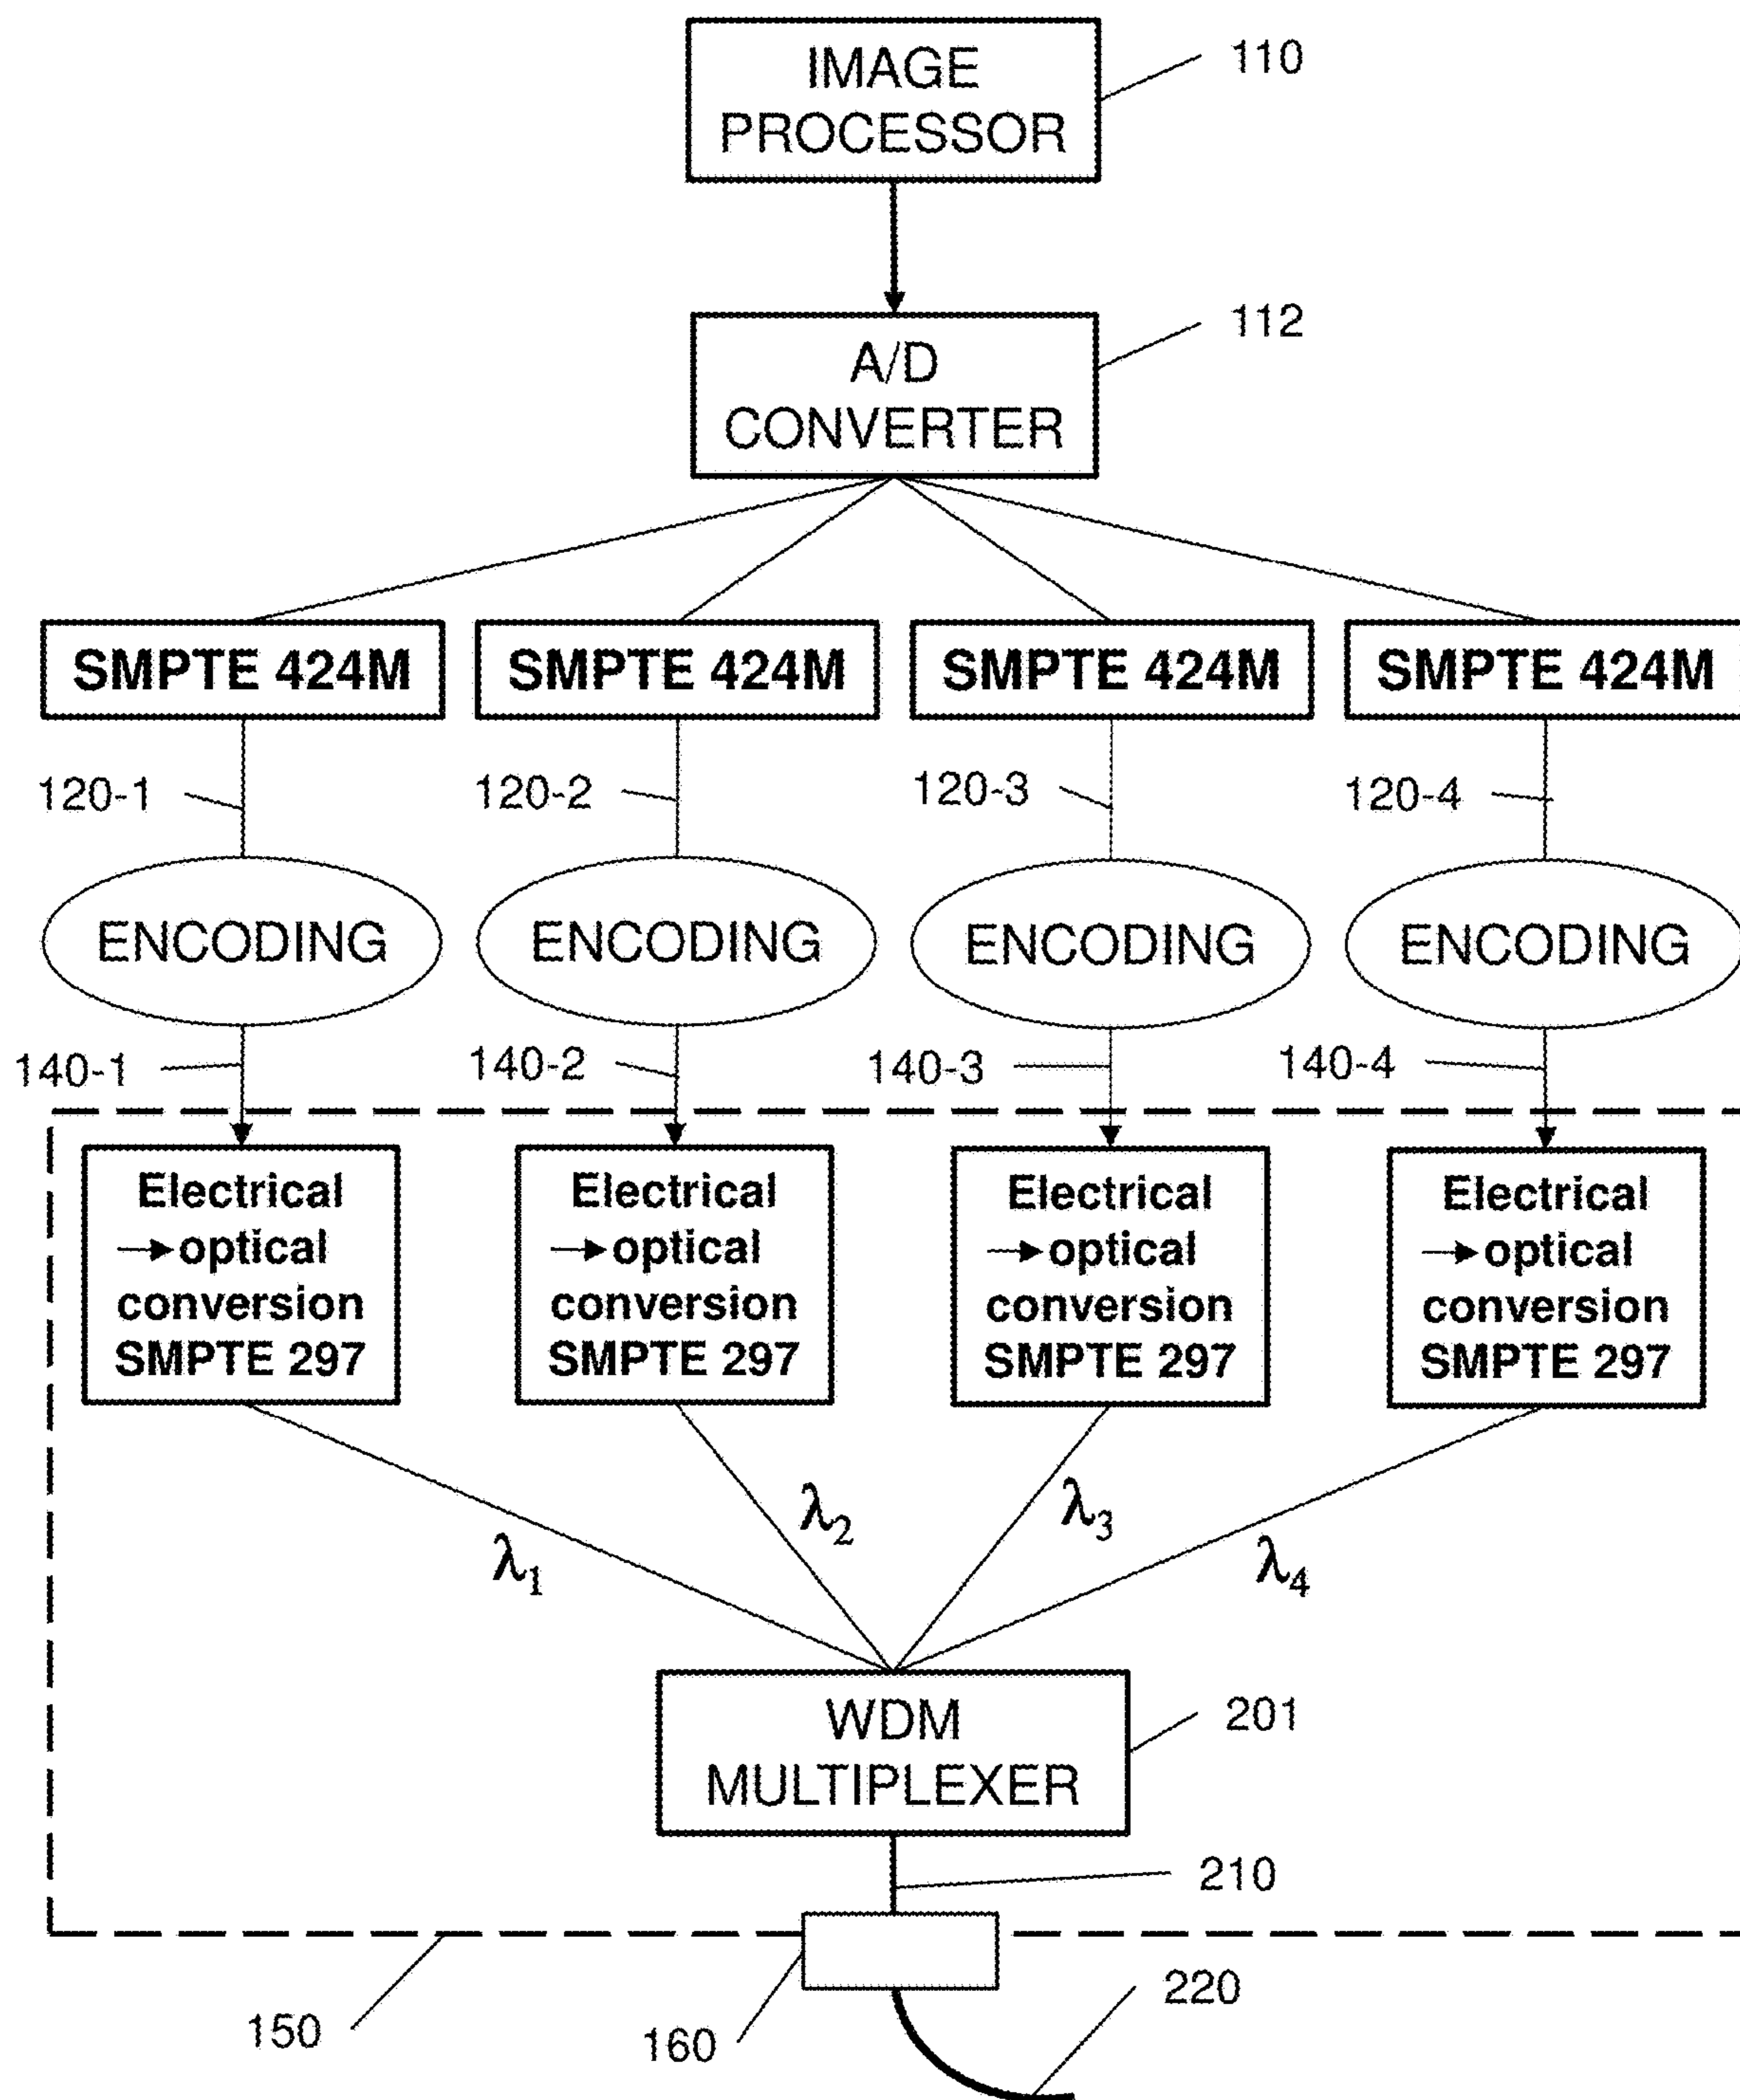 IMAGE
PROCESSOR
110
A/D
CONVERTER
112
SMPTE 424M
SMPTE 424M
SMPTE 424M
SMPTE 424M
120-1
120-2
120-3
120-4
ENCODING
ENCODING
ENCODING
ENCODING
140-1
140-2
140-3
140-4
Electrical
→optical
conversion
SMPTE 297
Electrical
→optical
conversion
SMPTE 297
Electrical
→optical
conversion
SMPTE 297
Electrical
→optical
conversion
SMPTE 297
λ1
λ2
λ3
λ4
WDM
MULTIPLEXER
201
210
150
160
220